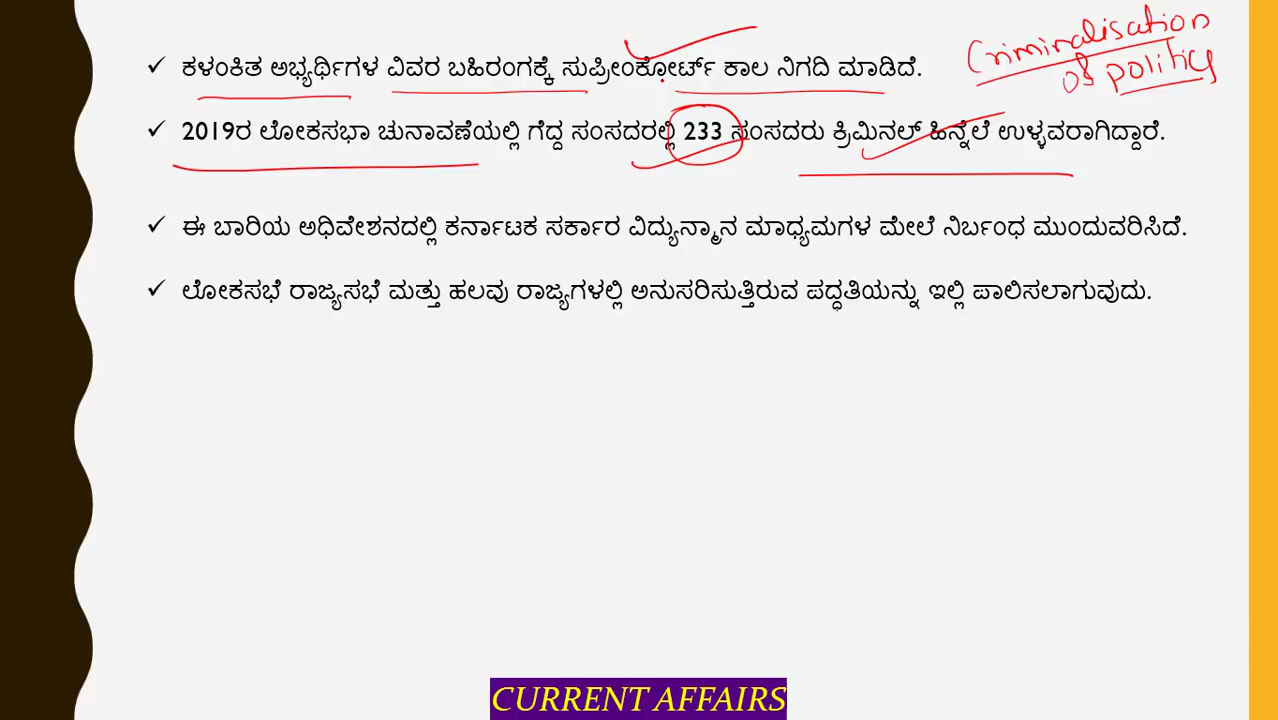 Criminalisation
of politics
ಕಳಂಕಿತ ಅಭ್ಯರ್ಥಿಗಳ ವಿವರ ಬಹಿರಂಗಕ್ಕೆ ಸುಪ್ರೀಂಕೋರ್ಟ್ ಕಾಲ ನಿಗದಿ ಮಾಡಿದೆ.
2019ರ ಲೋಕಸಭಾ ಚುನಾವಣೆಯಲ್ಲಿ ಗೆದ್ದ ಸಂಸದರಲ್ಲಿ 233 ಸಂಸದರು ಕ್ರಿಮಿನಲ್ ಹಿನ್ನೆಲೆ ಉಳ್ಳವರಾಗಿದ್ದಾರೆ.
ಈ ಬಾರಿಯ ಅಧಿವೇಶನದಲ್ಲಿ ಕರ್ನಾಟಕ ಸರ್ಕಾರ ವಿದ್ಯುನ್ಮಾನ ಮಾಧ್ಯಮಗಳ ಮೇಲೆ ನಿರ್ಬಂಧ ಮುಂದುವರಿಸಿದೆ.
ಲೋಕಸಭೆ ರಾಜ್ಯಸಭೆ ಮತ್ತು ಹಲವು ರಾಜ್ಯಗಳಲ್ಲಿ ಅನುಸರಿಸುತ್ತಿರುವ ಪದ್ಧತಿಯನ್ನು ಇಲ್ಲಿ ಪಾಲಿಸಲಾಗುವುದು.
CURRENT AFFAIRS